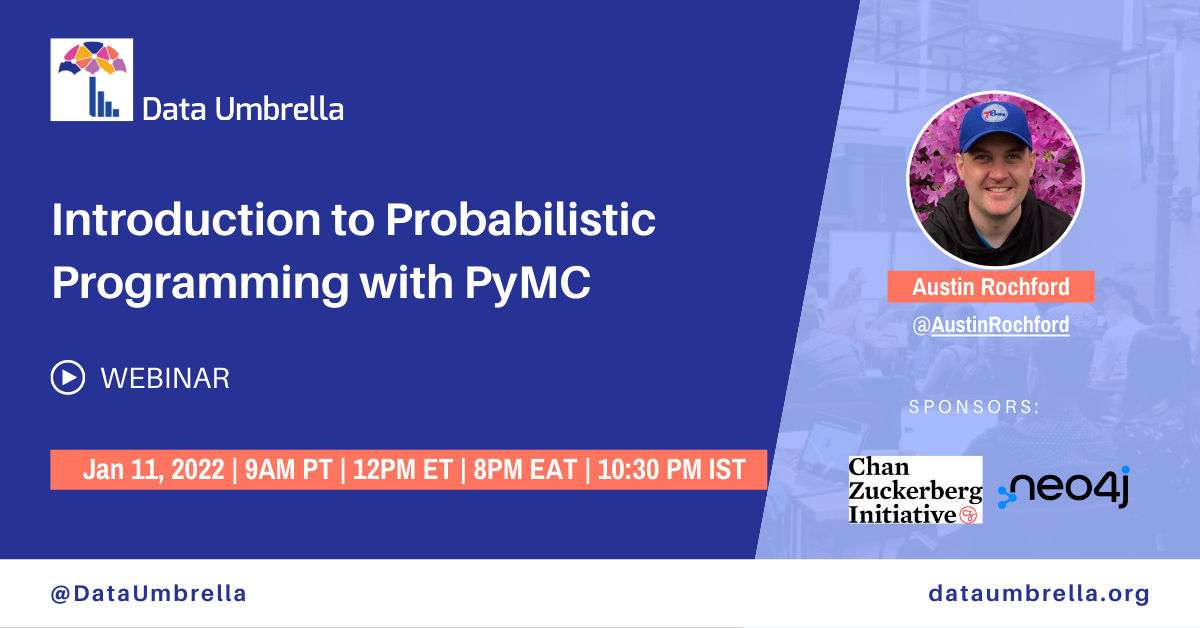 Data Umbrella
Introduction to Probabilistic
Programming with PyMC
WEBINAR
Jan 11, 2022 | 9AM PT | 12PM ET | 8PM EAT | 10:30 PM IST
Austin Rochford
@AustinRochford
SPONSORS:
Chan
Zuckerberg
Initiative
neo4j
@DataUmbrella
dataumbrella.org